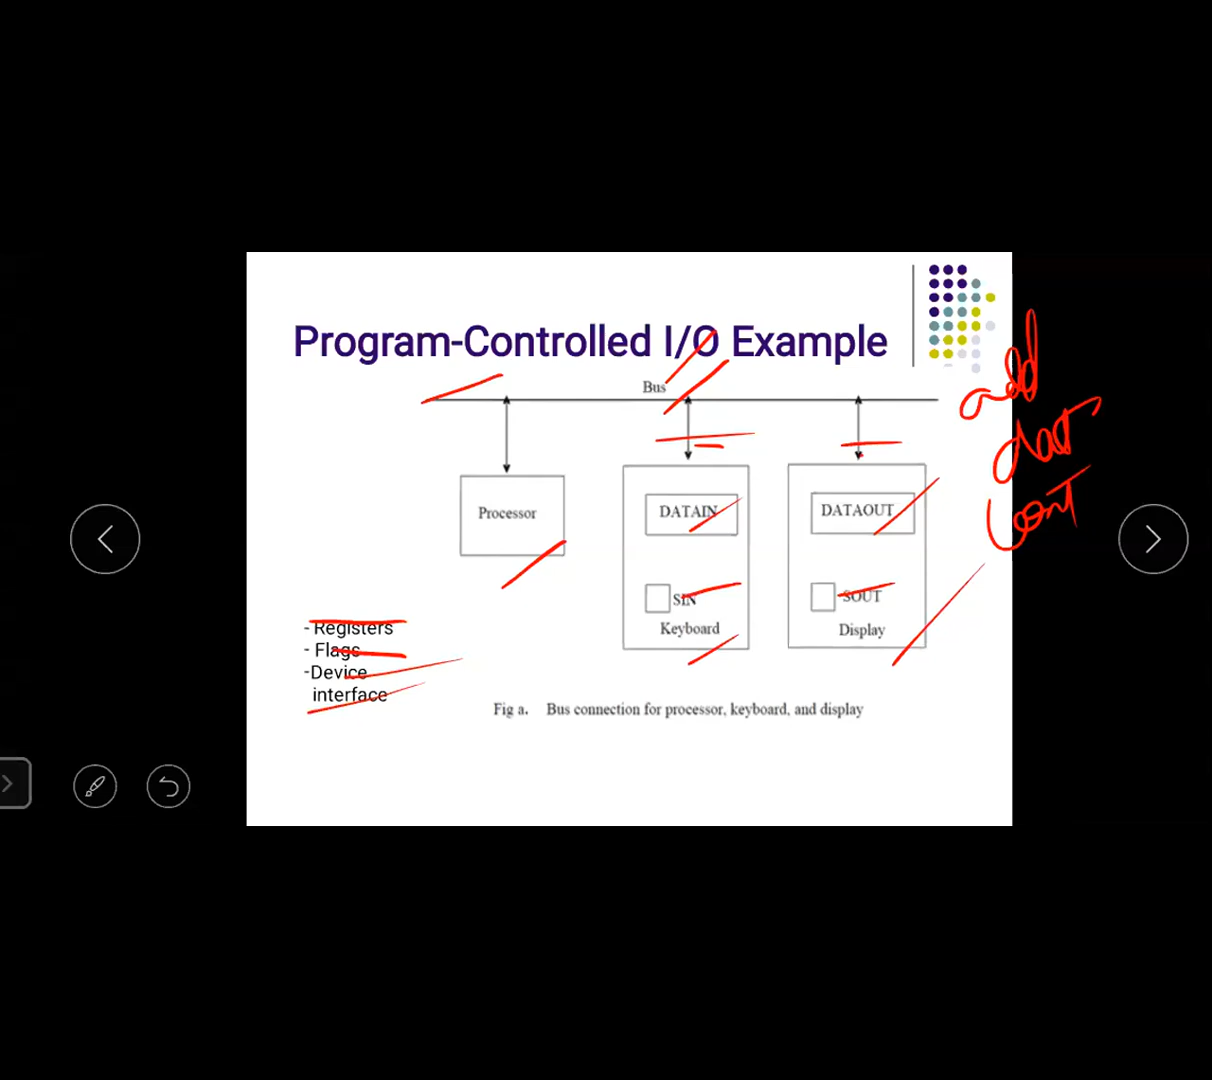 Program-Controlled I/O Example
Bus
add
data
cont
Processor
DATAIN
DATAOUT
SIN
SOUT
Keyboard
Display
- Registers
- Flags
-Device
interface
Fig a. Bus connection for processor, keyboard, and display